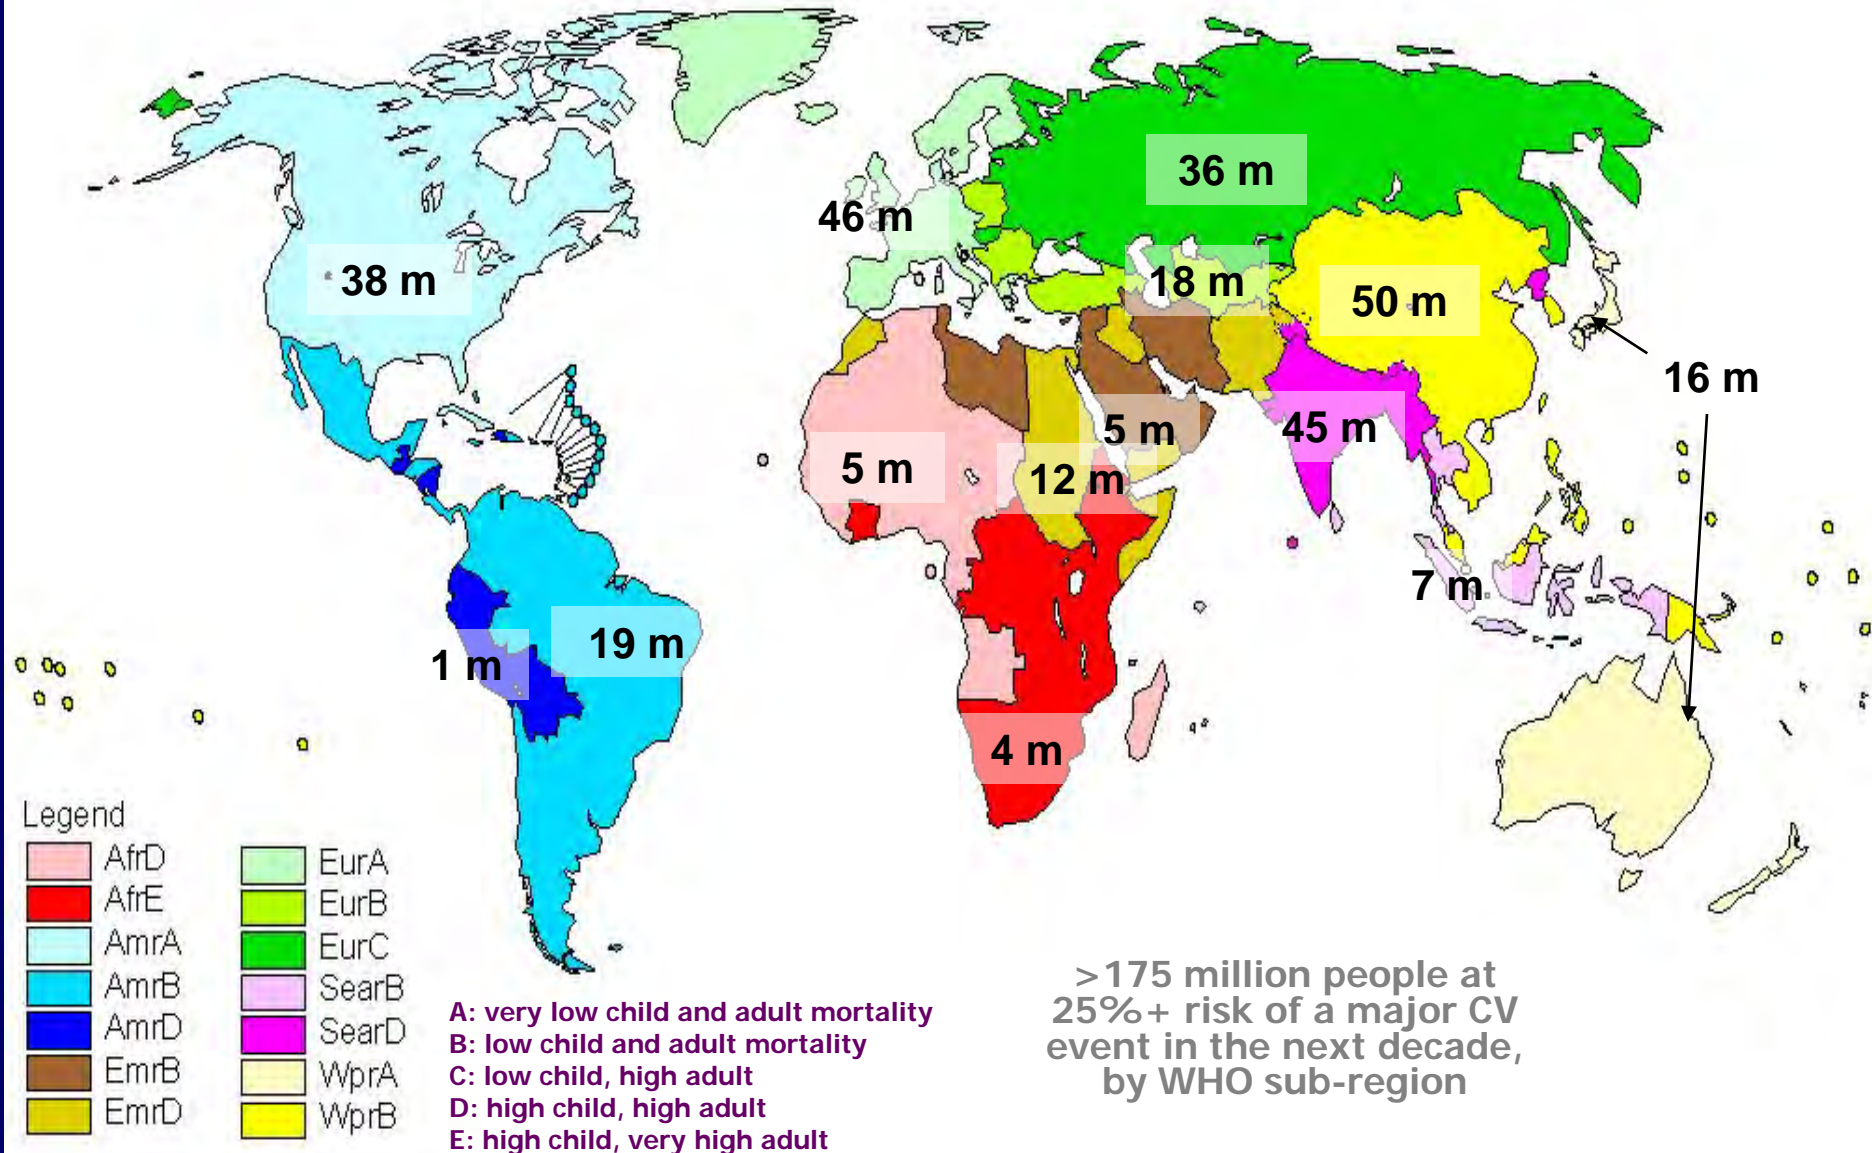 36 m
46 m
38 m
18 m
50 m
16 m
5 m
45 m
5 m
12 m
7 m
19 m
1 m
4 m
Legend
AfrD
AfrE
AmrA
AmrB
AmrD
EmrB
EmrD
EurA
EurB
EurC
SearB
SearD
WprA
WprB
A: very low child and adult mortality
B: low child and adult mortality
C: low child, high adult
D: high child, high adult
E: high child, very high adult
>175 million people at
25%+ risk of a major CV
event in the next decade,
by WHO sub-region